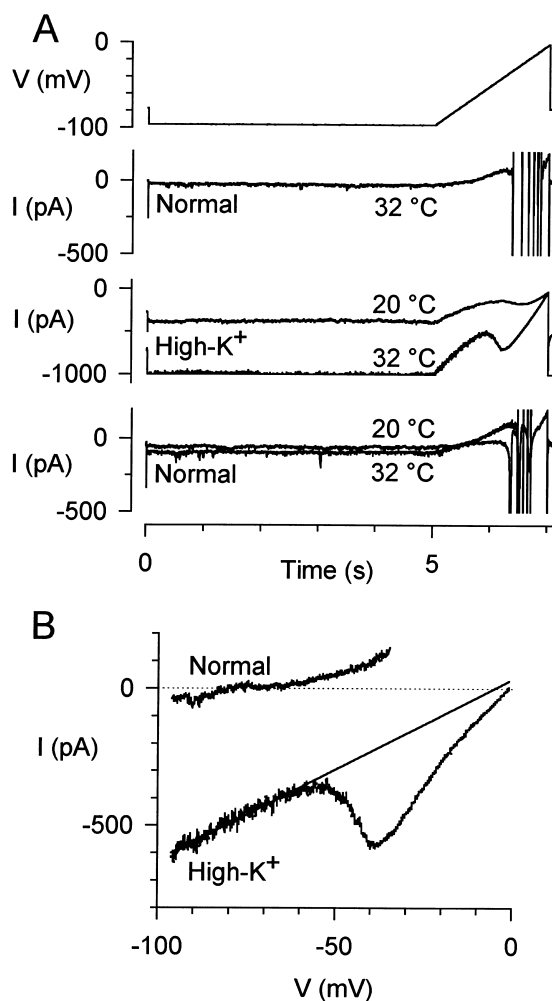 A
0
V (mV)
-100
0
I (pA)
Normal
32 °C
-500
0
20 °C
I (pA)
High-K+
32 °C
-1000
0
20 °C
I (pA)
Normal
32 °C
-500
0
5
Time (s)
B
Normal
0
I (pA)
-500
High-K+
-100
-50
0
V (mV)